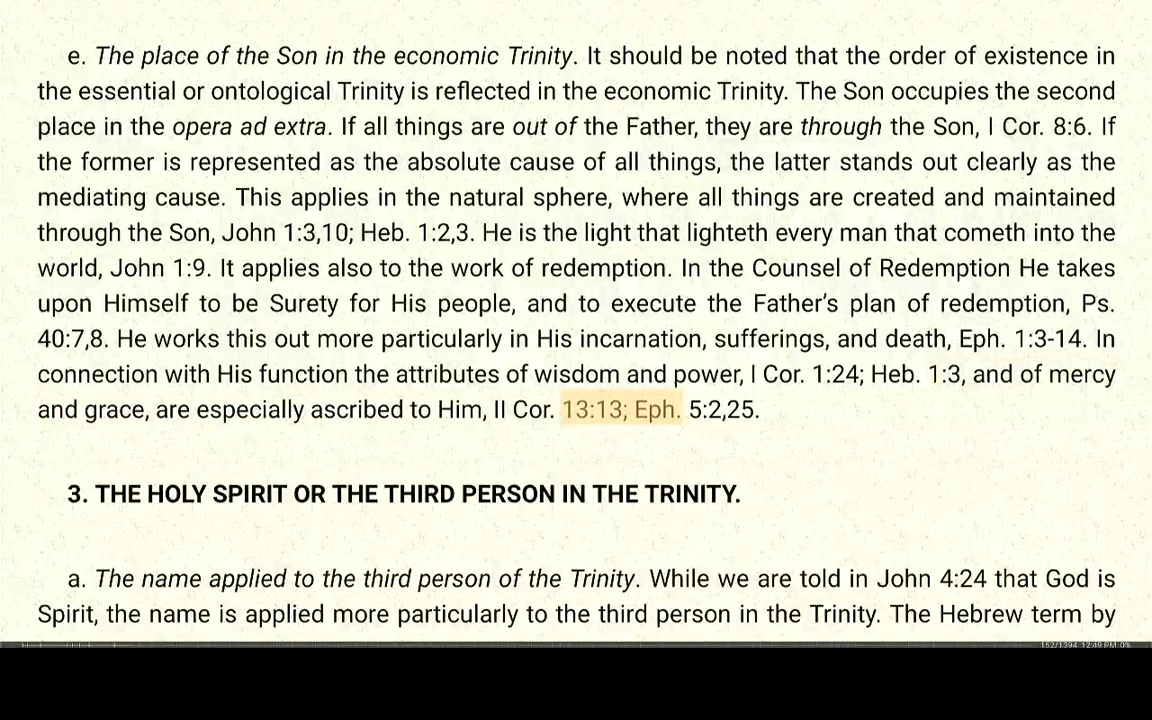 e. The place of the Son in the economic Trinity. It should be noted that the order of existence in
the essential or ontological Trinity is reflected in the economic Trinity. The Son occupies the second
place in the opera ad extra. If all things are out of the Father, they are through the Son, I Cor. 8:6. If
the former is represented as the absolute cause of all things, the latter stands out clearly as the
mediating cause. This applies in the natural sphere, where all things are created and maintained
through the Son, John 1:3,10; Heb. 1:2,3. He is the light that lighteth every man that cometh into the
world, John 1:9. It applies also to the work of redemption. In the Counsel of Redemption He takes
upon Himself to be Surety for His people, and to execute the Father’s plan of redemption, Ps.
40:7,8. He works this out more particularly in His incarnation, sufferings, and death, Eph. 1:3-14. In
connection with His function the attributes of wisdom and power, I Cor. 1:24; Heb. 1:3, and of mercy
and grace, are especially ascribed to Him, II Cor. 13:13; Eph. 5:2,25.
3. THE HOLY SPIRIT OR THE THIRD PERSON IN THE TRINITY.
a. The name applied to the third person of the Trinity. While we are told in John 4:24 that God is
Spirit, the name is applied more particularly to the third person in the Trinity. The Hebrew term by
152/1394 12:49 PM 0%